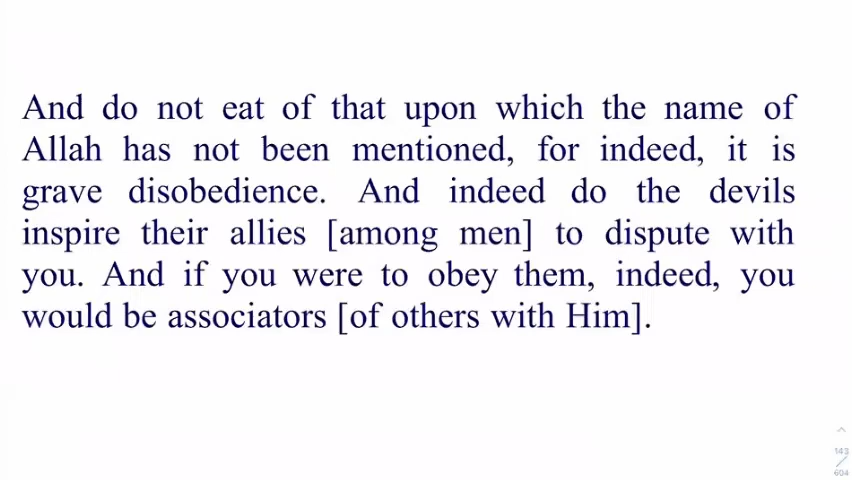 And do not eat of that upon which the name of
Allah has not been mentioned, for indeed, it is
grave disobedience. And indeed do the devils
inspire their allies [among men] to dispute with
you. And if you were to obey them, indeed, you
would be associators [of others with Him].
143
604